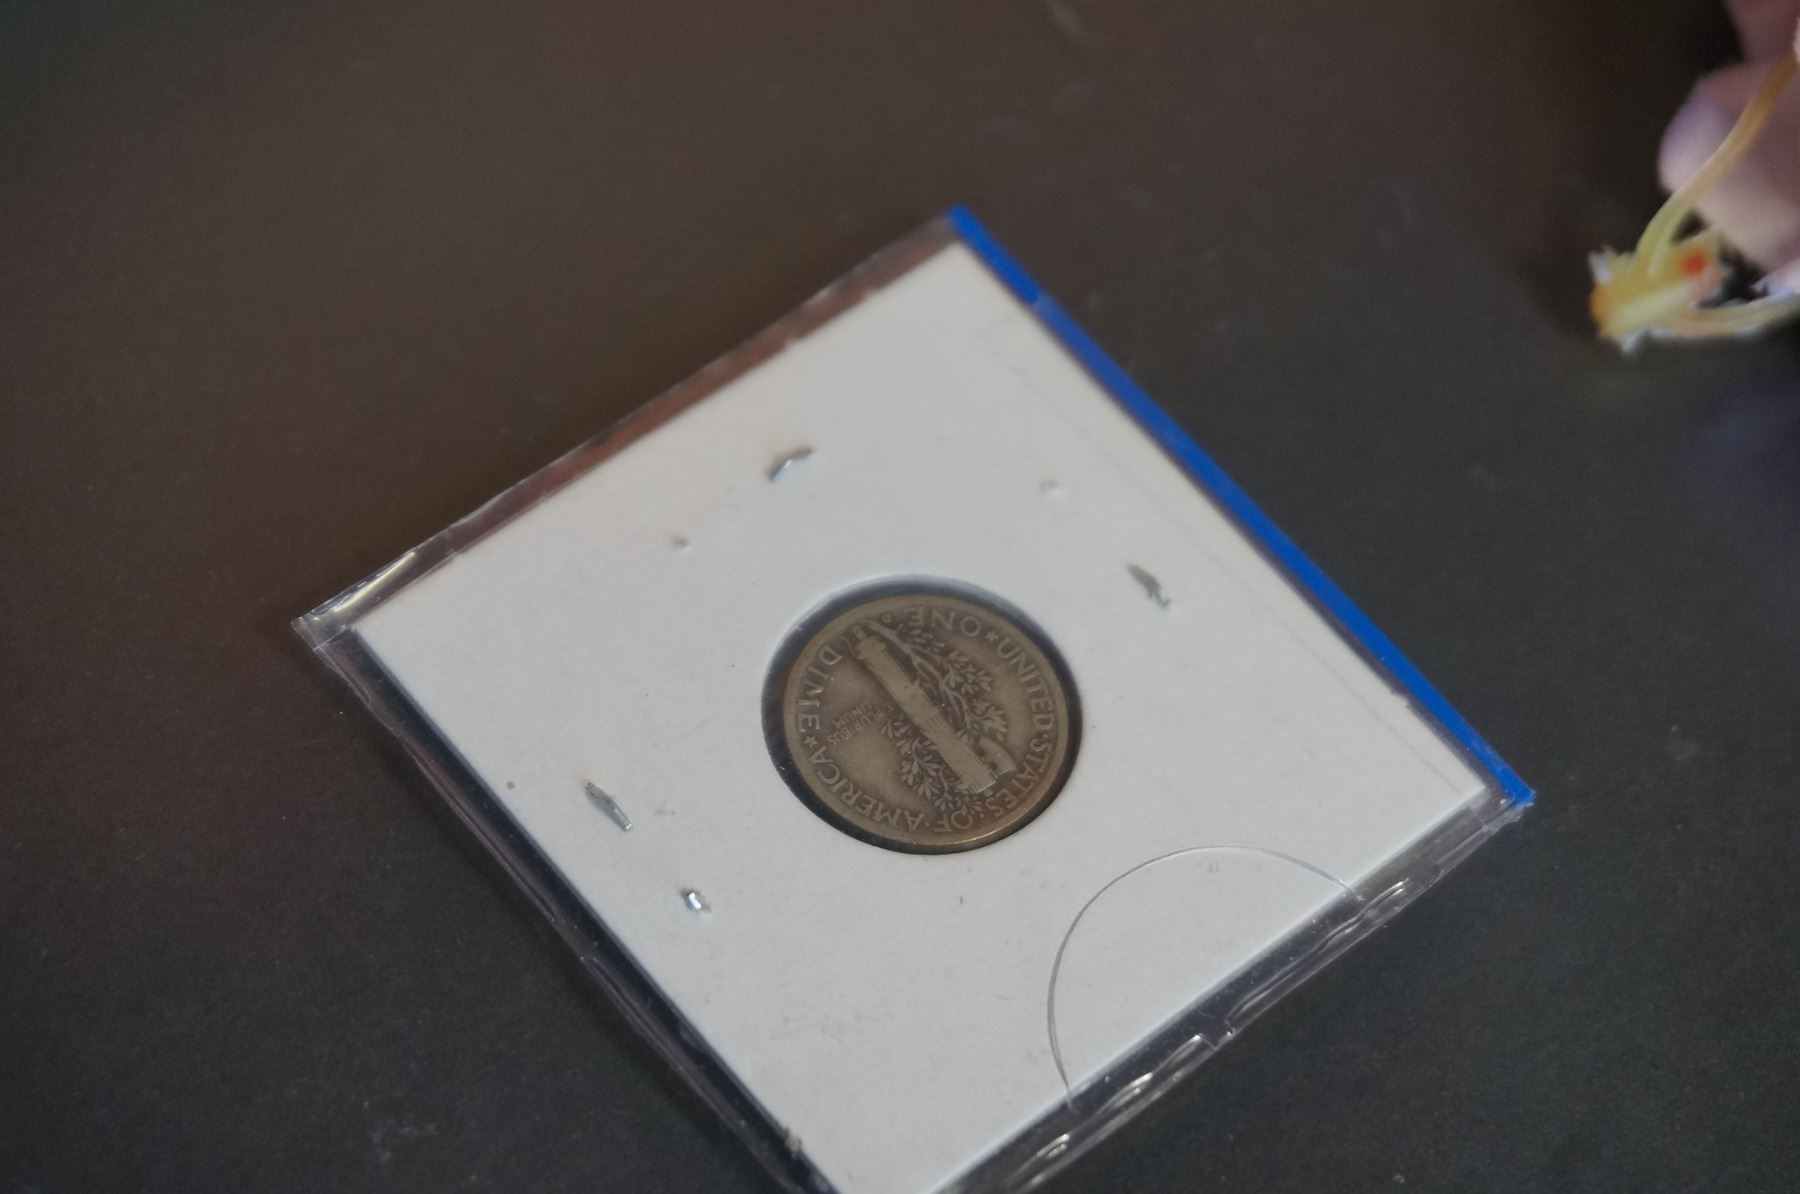 UNITED·STATES·OF·AMERICA
★ONE DIME★
E·PLURIBUS
UNUM